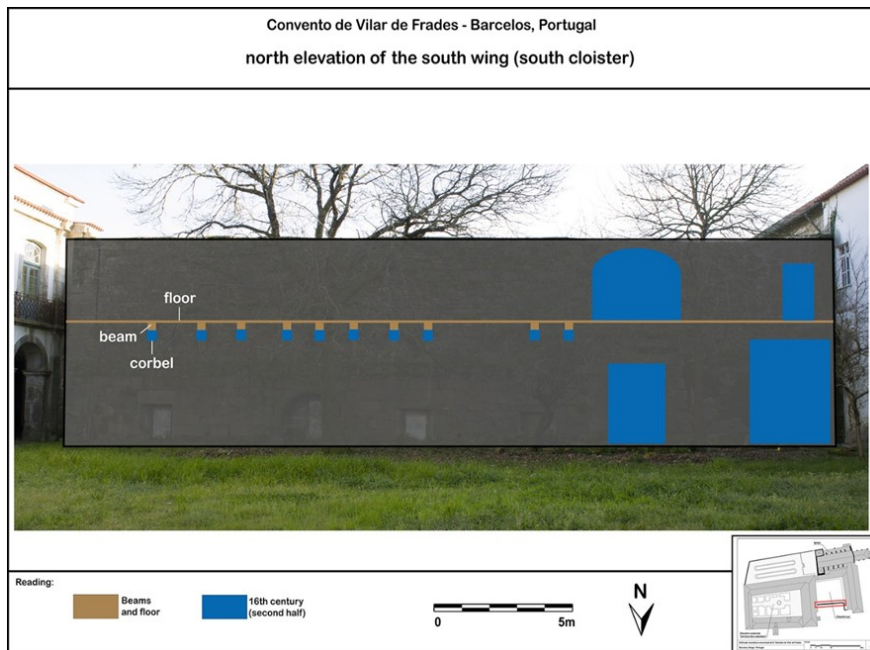 Convento de Vilar de Frades - Barcelos, Portugal
north elevation of the south wing (south cloister)
floor
beam
corbel
Reading:
Beams
and floor
16th century
(second half)
0
5m
N